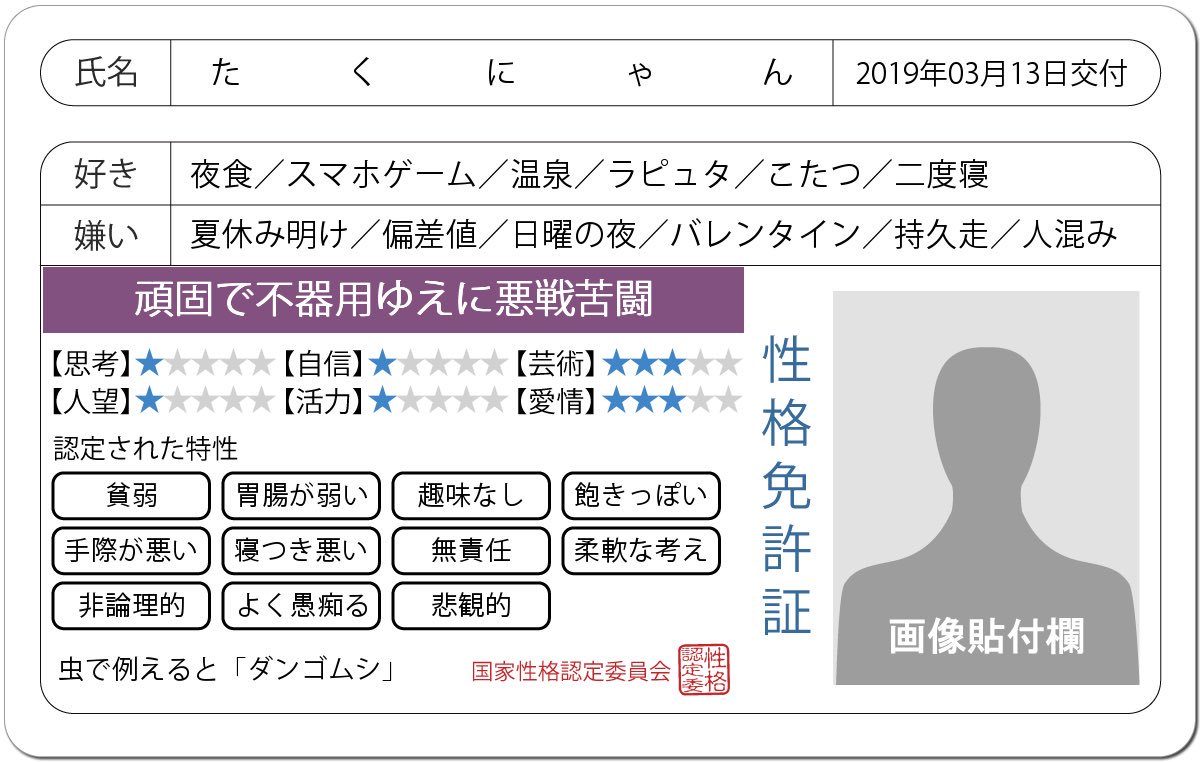 氏名 たくにゃん 2019年03月13日交付
好き 夜食／スマホゲーム／温泉／ラピュタ／こたつ／二度寝
嫌い 夏休み明け／偏差値／日曜の夜／バレンタイン／持久走／人混み
頑固で不器用ゆえに悪戦苦闘
【思考】★★★★★【自信】★★★★★【芸術】★★★★★
【人望】★★★★★【活力】★★★★★【愛情】★★★★★
認定された特性
貧弱 胃腸が弱い 趣味なし 飽きっぽい
手際が悪い 寝つき悪い 無責任 柔軟な考え
非論理的 よく愚痴る 悲観的
虫で例えると「ダンゴムシ」
国家性格認定委員会
性格認定委
性格免許証
画像貼付欄